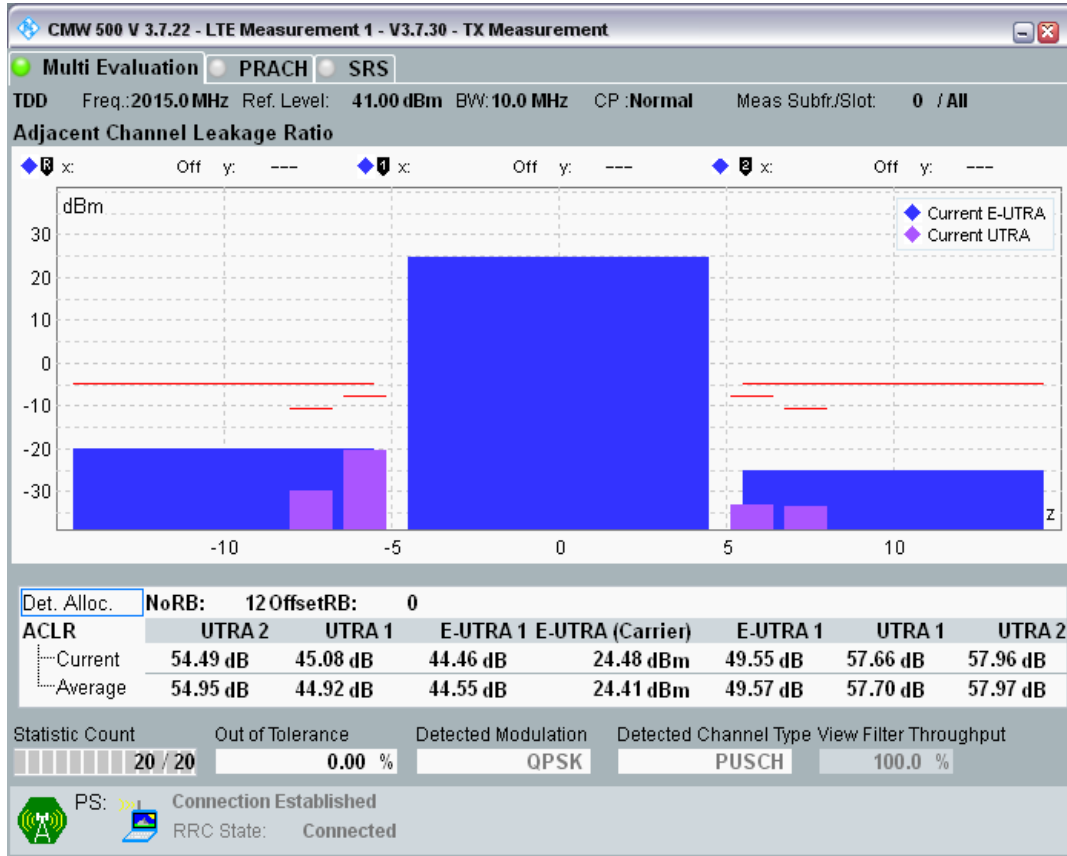 CMW 500 V 3.7.22 - LTE Measurement 1 - V3.7.30 - TX Measurement
Multi Evaluation PRACH SRS
TDD Freq.:2015.0 MHz Ref. Level: 41.00 dBm BW:10.0 MHz CP :Normal Meas Subfr./Slot: 0 / All
Adjacent Channel Leakage Ratio
R x: Off y: --- 1 x: Off y: --- 2 x: Off y: ---
dBm
Current E-UTRA
Current UTRA
30
20
10
0
-10
-20
-30
z
-10 -5 0 5 10
Det. Alloc. NoRB: 12 OffsetRB: 0
ACLR UTRA 2 UTRA 1 E-UTRA 1 E-UTRA (Carrier) E-UTRA 1 UTRA 1 UTRA 2
Current 54.49 dB 45.08 dB 44.46 dB 24.48 dBm 49.55 dB 57.66 dB 57.96 dB
Average 54.95 dB 44.92 dB 44.55 dB 24.41 dBm 49.57 dB 57.70 dB 57.97 dB
Statistic Count Out of Tolerance Detected Modulation Detected Channel Type View Filter Throughput
20 / 20 0.00 % QPSK PUSCH 100.0 %
PS: Connection Established
RRC State: Connected